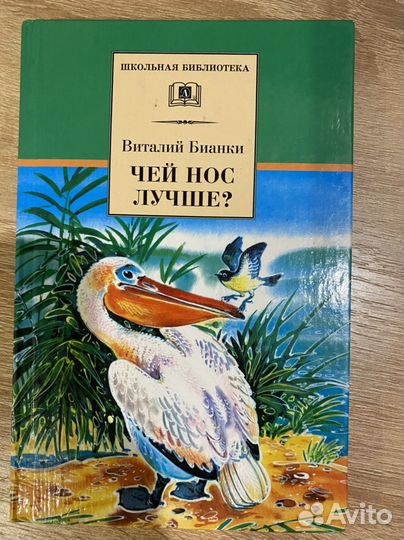 ШКОЛЬНАЯ БИБЛИОТЕКА
Виталий Бианки
ЧЕЙ НОС
ЛУЧШЕ?
Avito